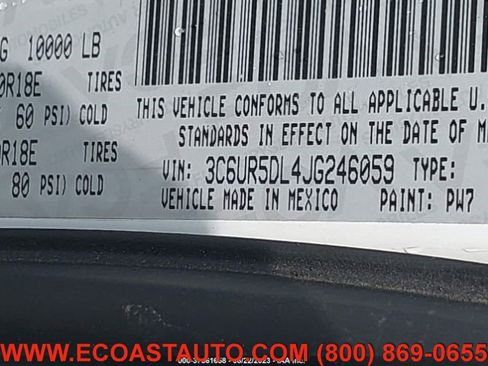 G 10000 LB
0R18E TIRES
60 PSI) COLD
0R18E TIRES
80 PSI) COLD
THIS VEHICLE CONFORMS TO ALL APPLICABLE U.
STANDARDS IN EFFECT ON THE DATE OF M
VIN: 3C6UR5DL4JG246059 TYPE:
VEHICLE MADE IN MEXICO PAINT: PW7
WWW.ECOASTAUTO.COM (800) 869-0655